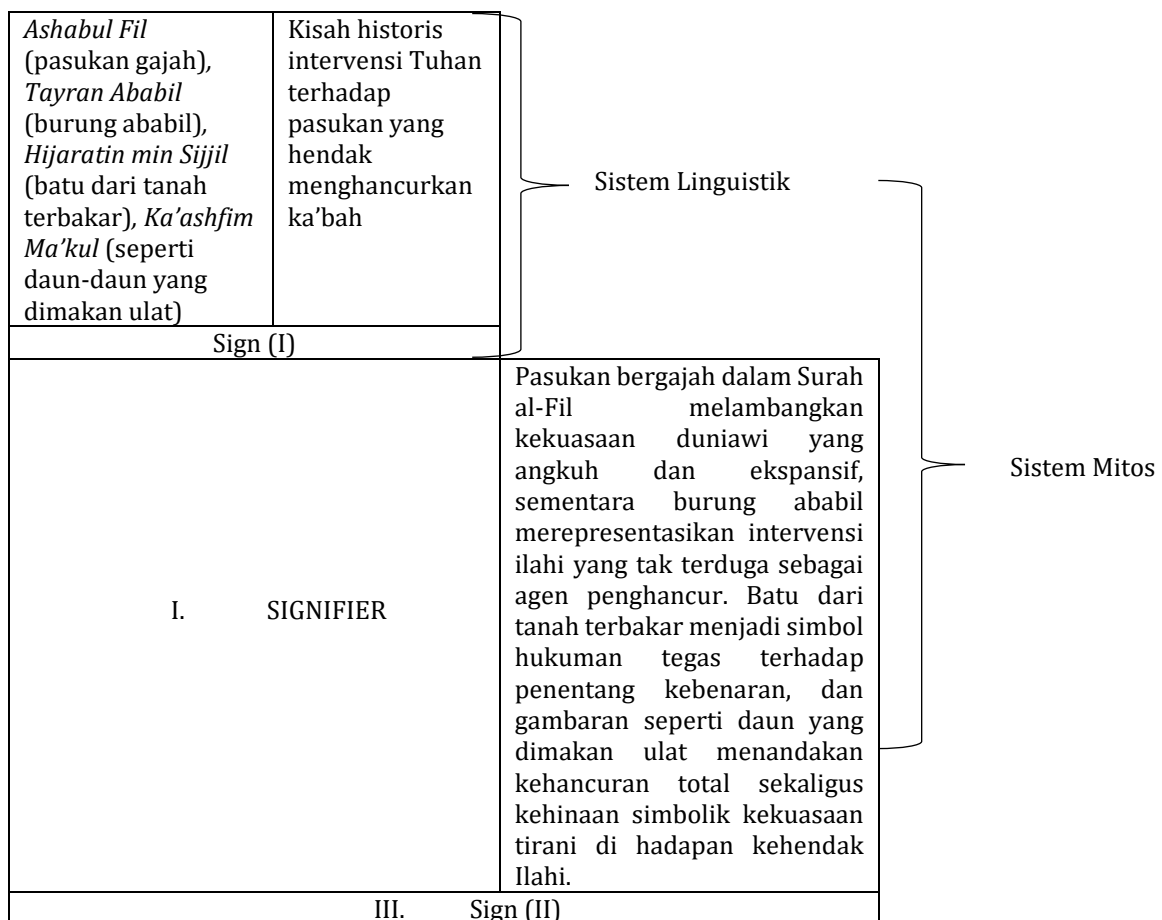 Ashabul Fil
(pasukan gajah),
Tayran Ababil
(burung ababil),
Hijaratin min Sijjil
(batu dari tanah
terbakar), Ka’ashfim
Ma’kul (seperti
daun-daun yang
dimakan ulat)
Kisah historis
intervensi Tuhan
terhadap
pasukan yang
hendak
menghancurkan
ka’bah
Sistem Linguistik
Sign (I)
I. SIGNIFIER
Pasukan bergajah dalam Surah
al-Fil melambangkan
kekuasaan duniawi yang
angkuh dan ekspansif,
sementara burung ababil
merepresentasikan intervensi
ilahi yang tak terduga sebagai
agen penghancur. Batu dari
tanah terbakar menjadi simbol
hukuman tegas terhadap
penentang kebenaran, dan
gambaran seperti daun yang
dimakan ulat menandakan
kehancuran total sekaligus
kehinaan simbolik kekuasaan
tirani di hadapan kehendak
Ilahi.
Sistem Mitos
III. Sign (II)